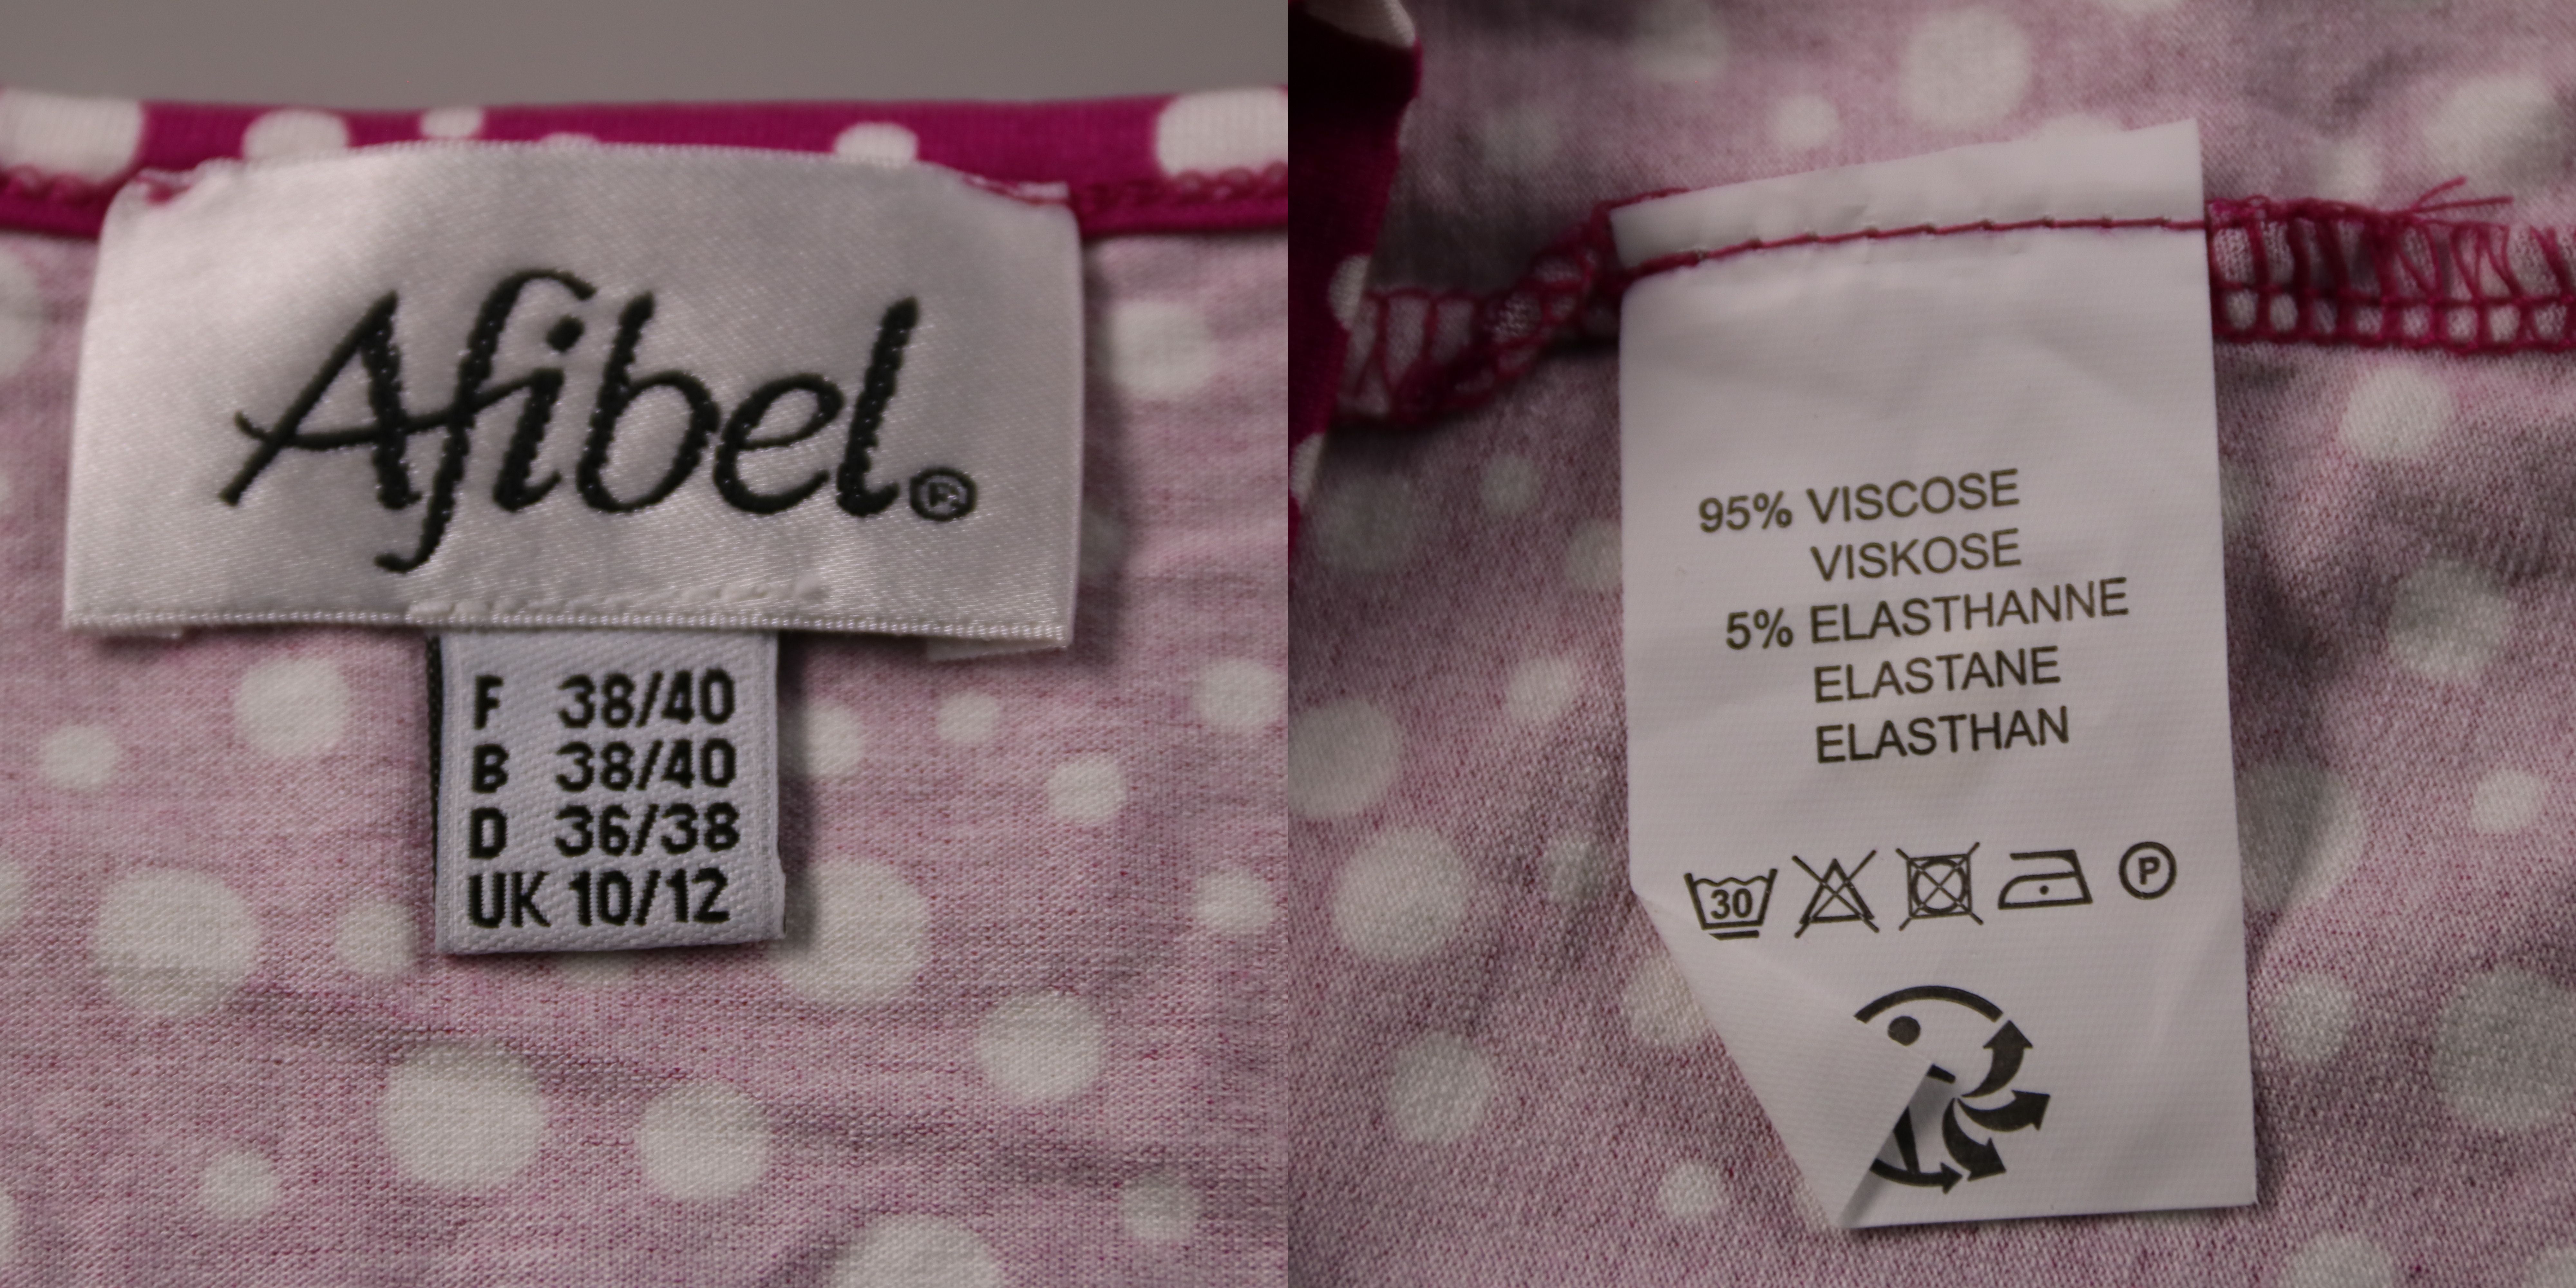 Afibel®
F 38/40
B 38/40
D 36/38
UK 10/12
95% VISCOSE
VISKOSE
5% ELASTHANNE
ELASTANE
ELASTHAN
30
P